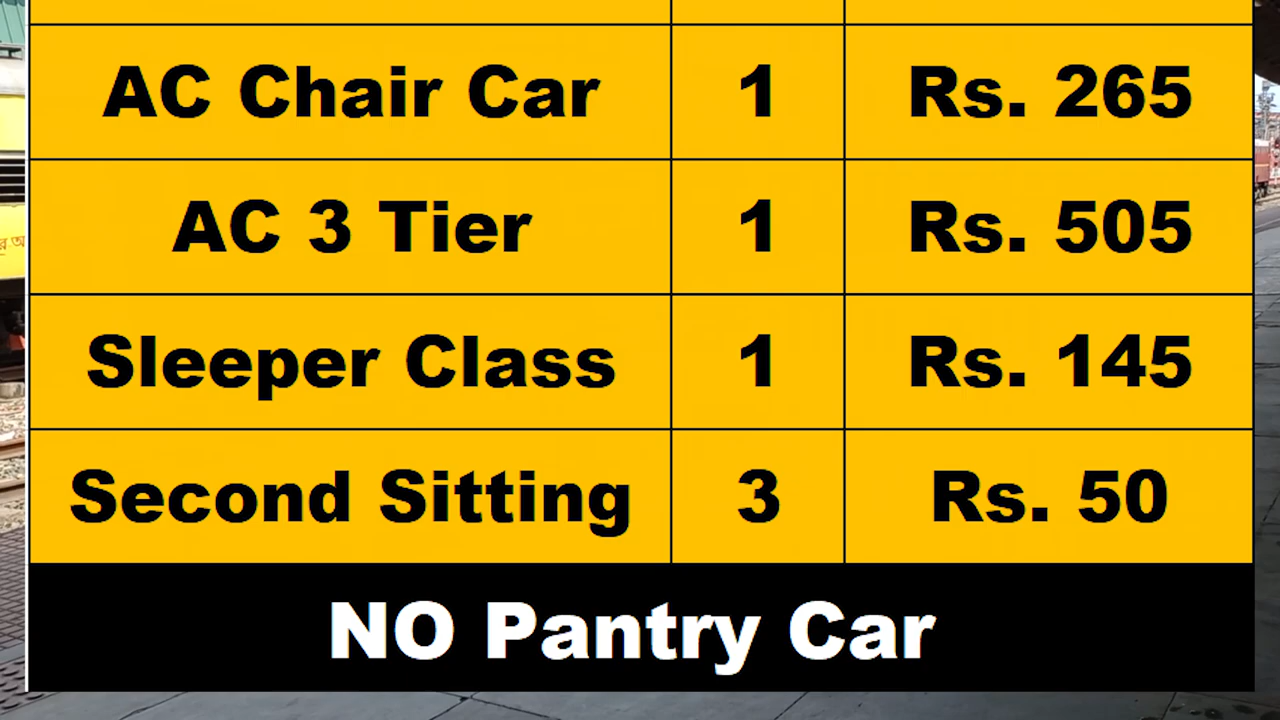 AC Chair Car 1 Rs. 265
AC 3 Tier 1 Rs. 505
Sleeper Class 1 Rs. 145
Second Sitting 3 Rs. 50
NO Pantry Car